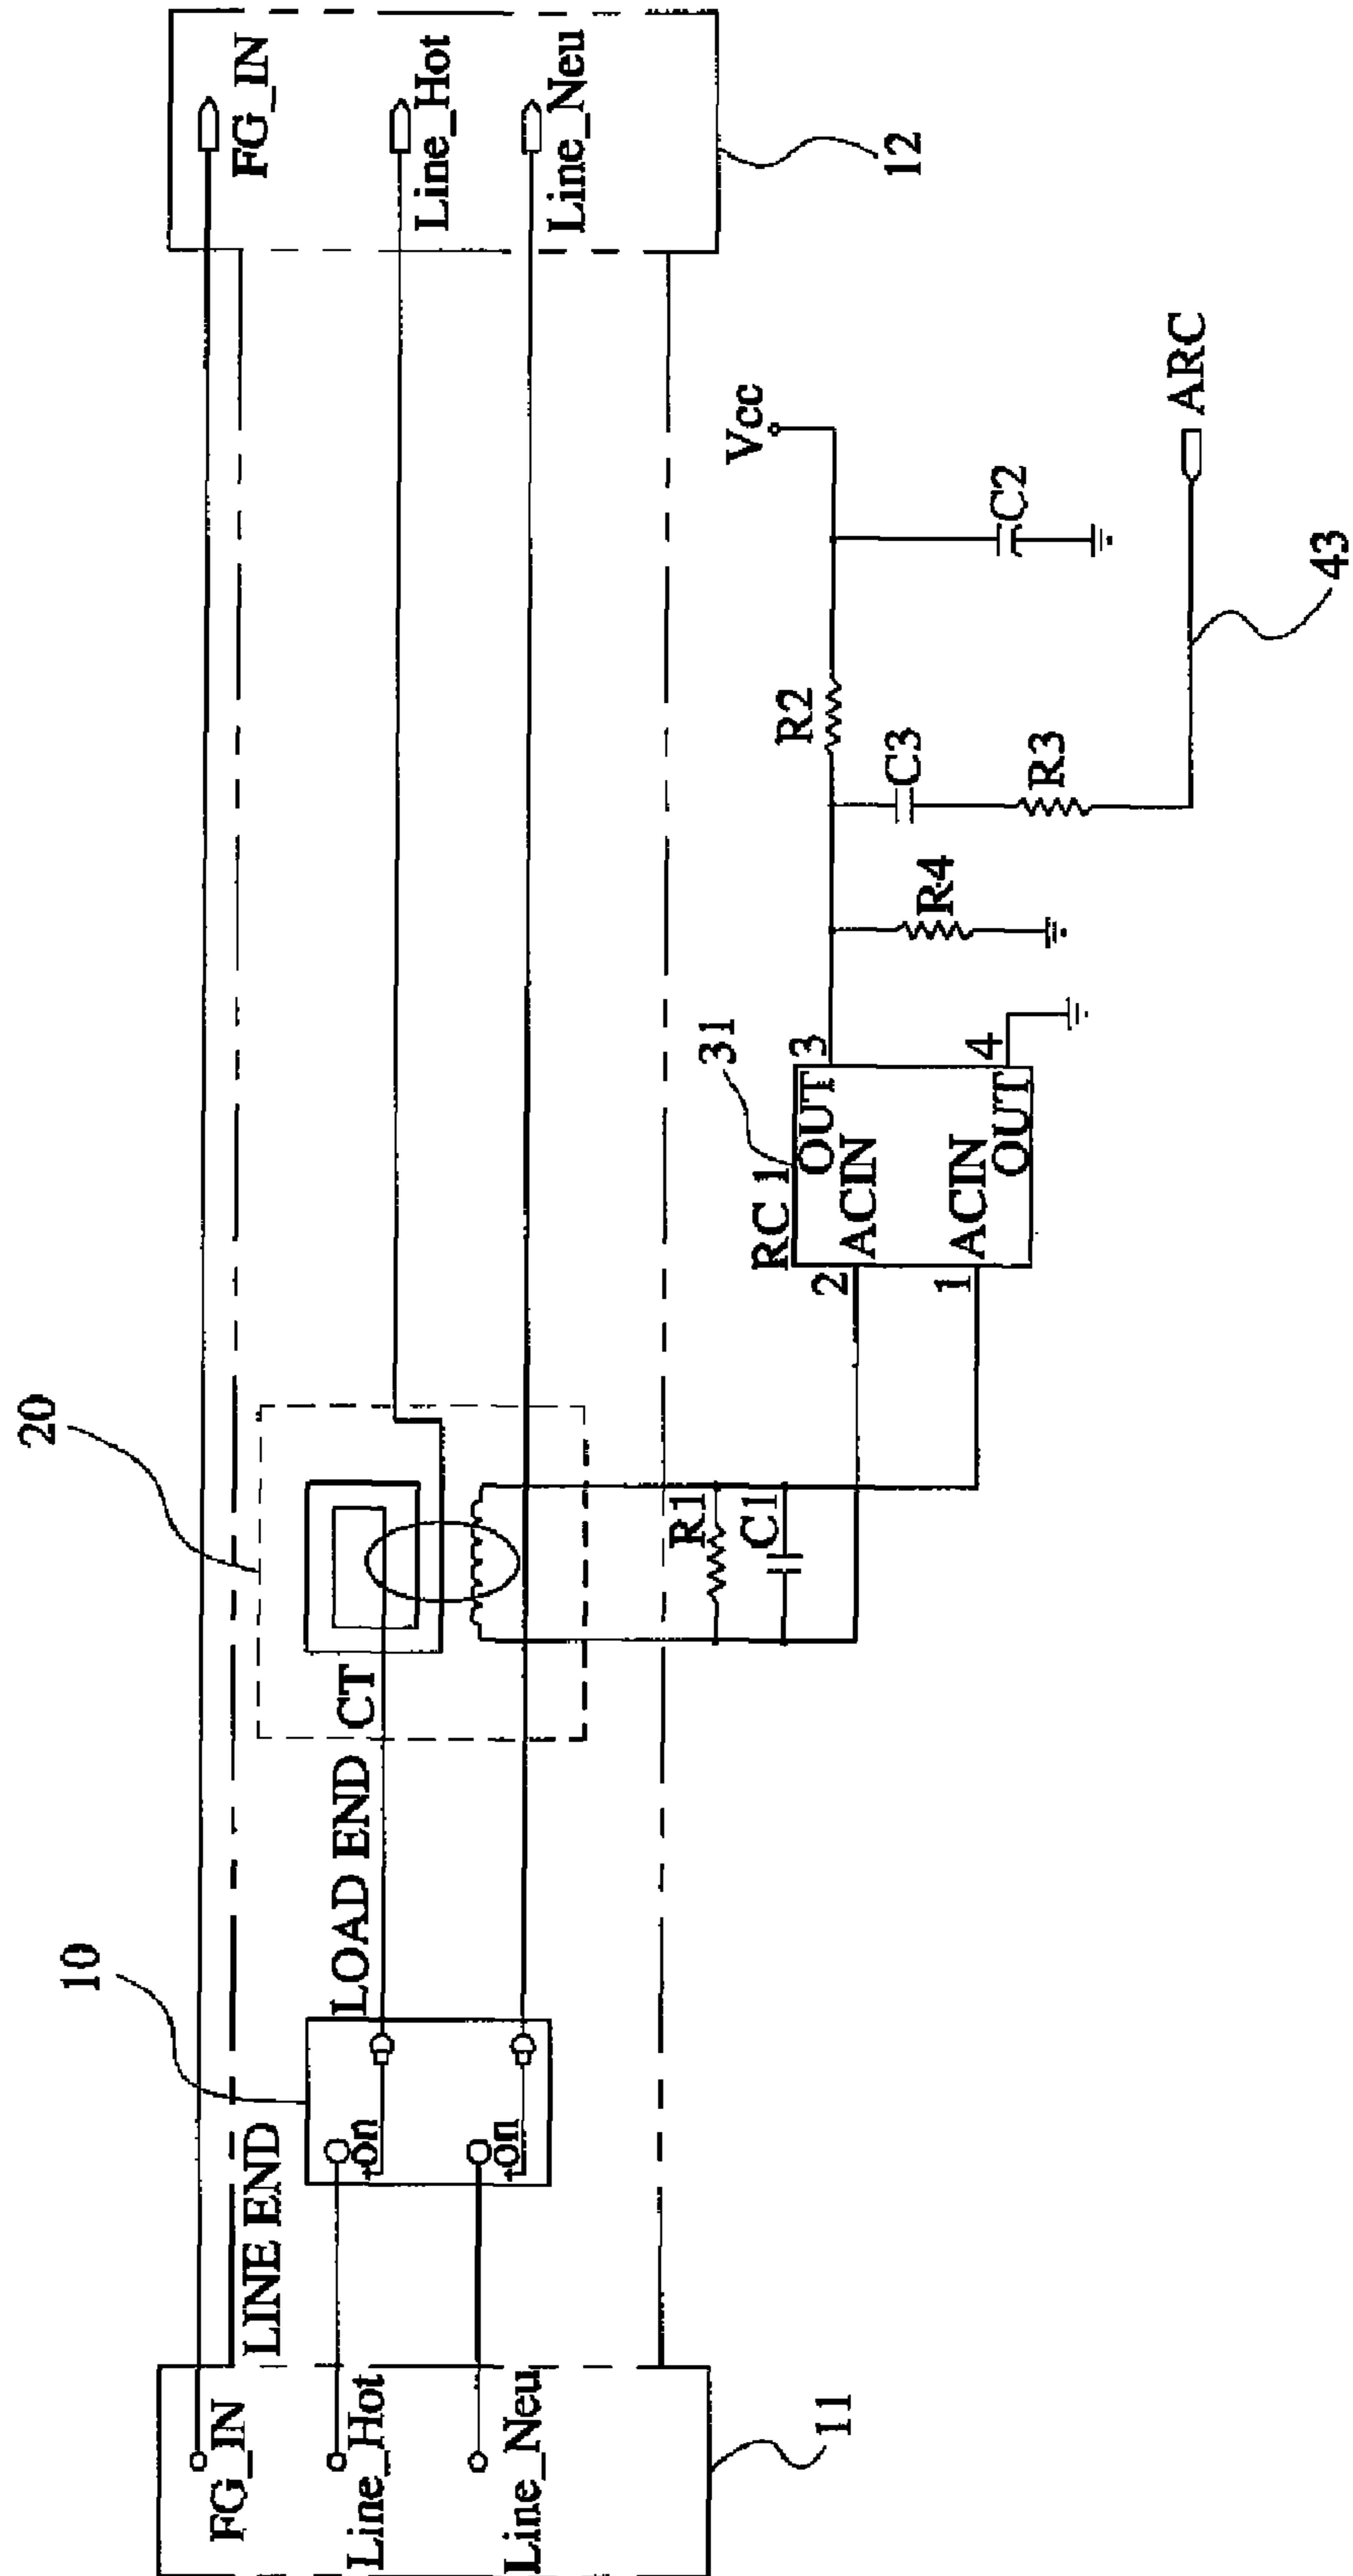 FG_IN
Line_Hot
Line_Neu
11
LINE END
10
on
on
LOAD END
CT
20
R1
C1
RC 1
31
2
ACIN
OUT
3
1
ACIN
OUT
4
R4
C3
R3
R2
Vcc
C2
ARC
43
FG_IN
Line_Hot
Line_Neu
12